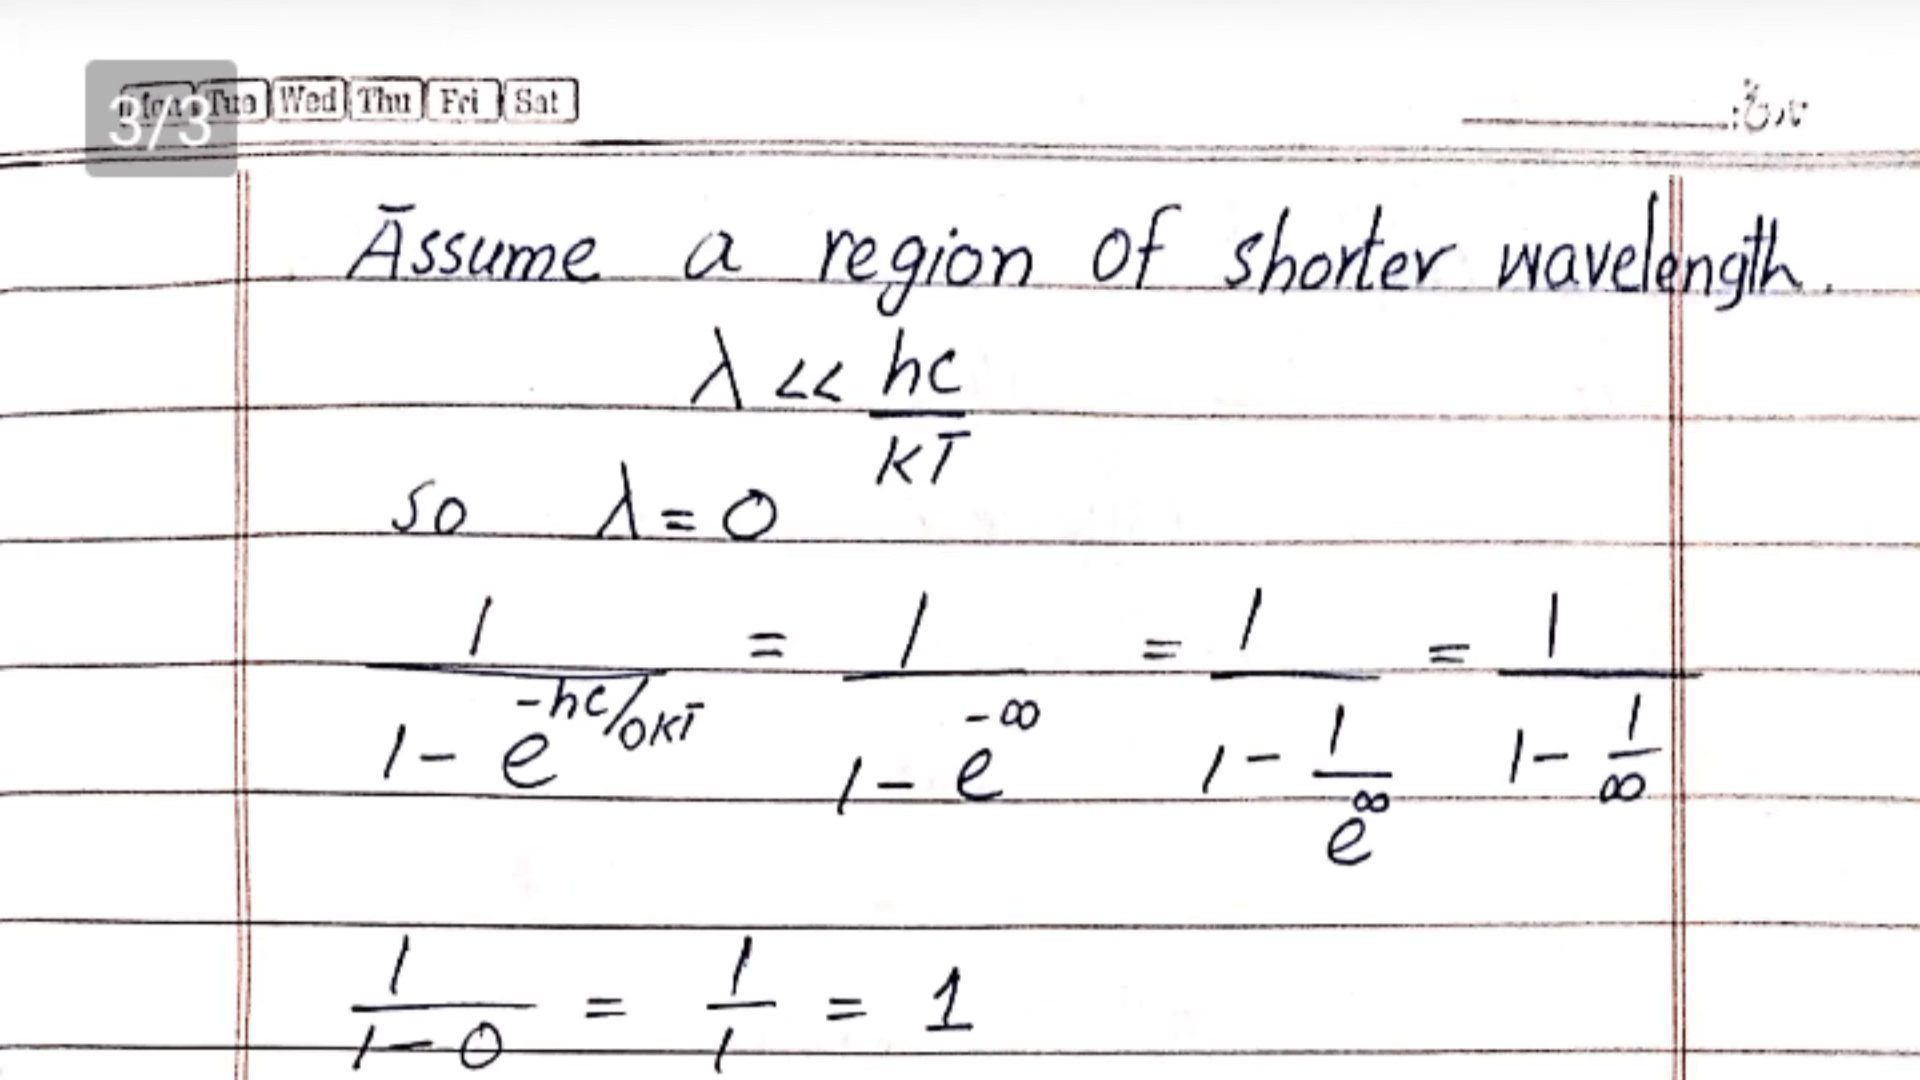 3/3
Mon Tue Wed Thu Fri Sat
Assume a region of shorter wavelength.
λ << hc/KT
so λ = 0
1/(1 - e^(-hc/0KT)) = 1/(1 - e^(-∞)) = 1/(1 - 1/e^∞) = 1/(1 - 1/∞)
1/(1-0) = 1/1 = 1